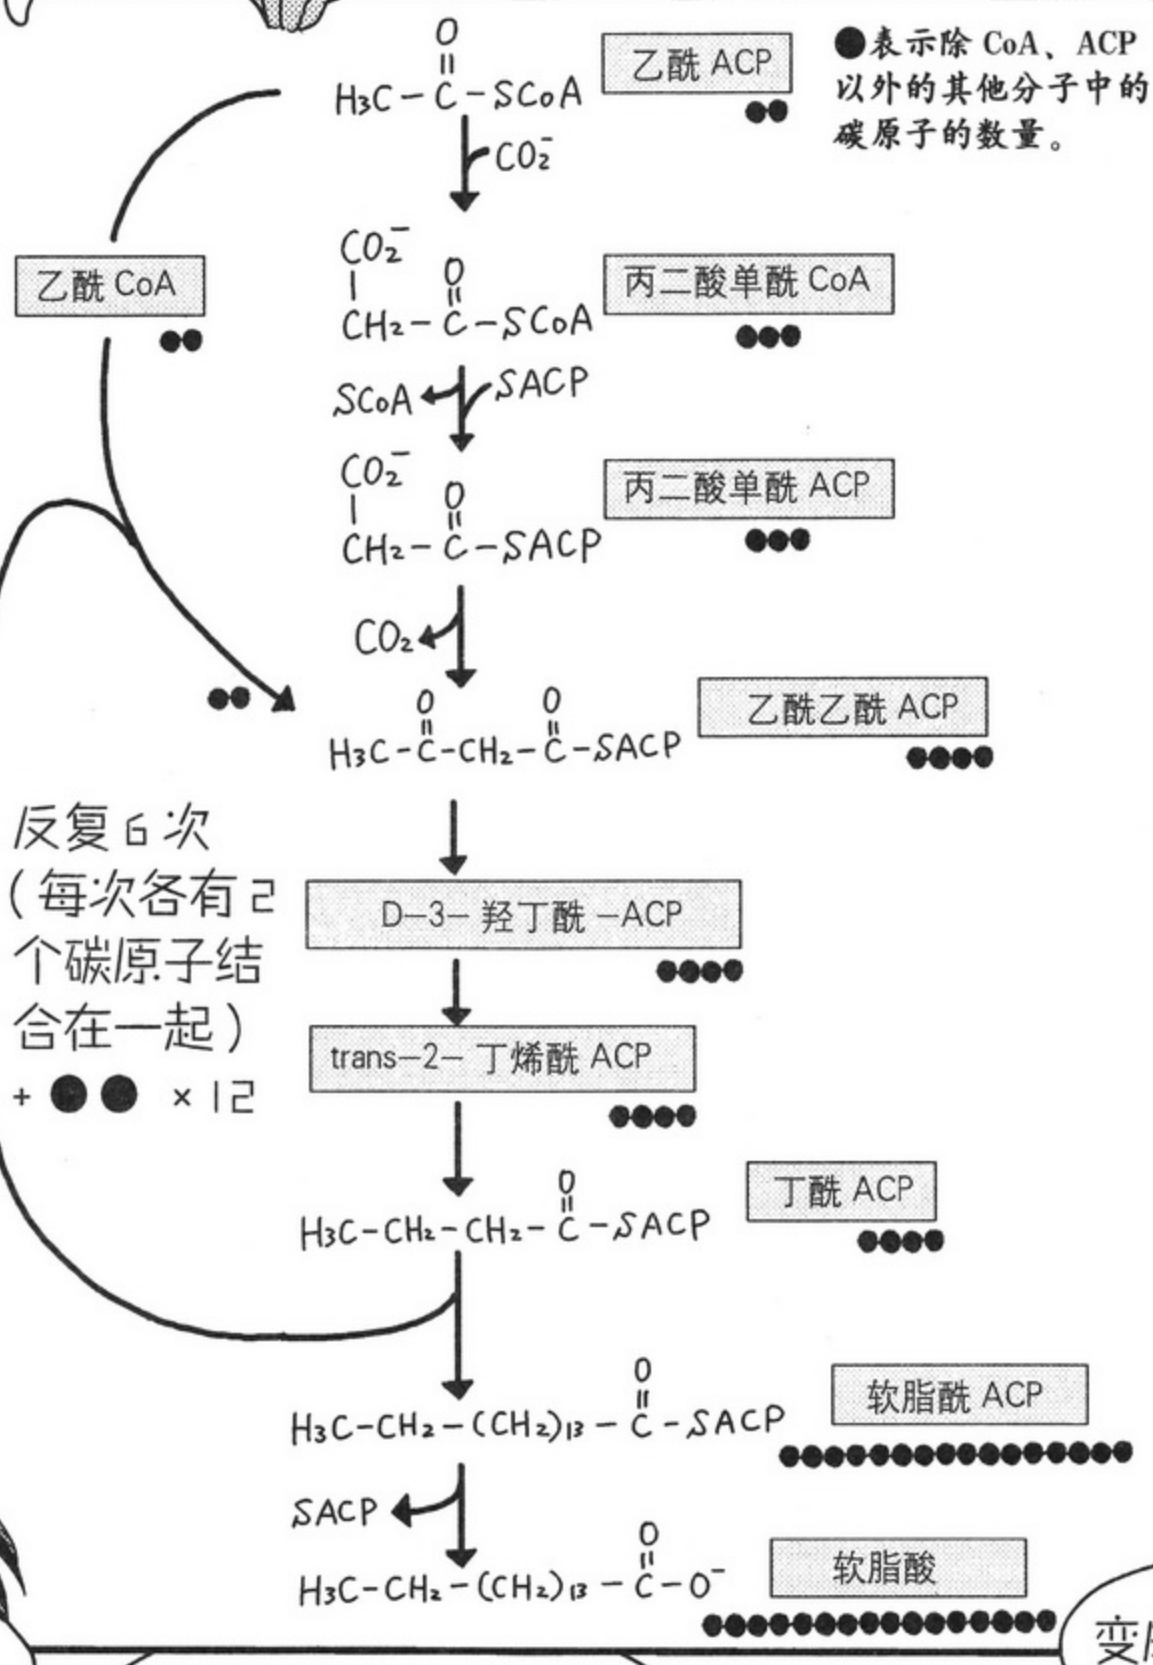 O
||
H₃C-C-SCoA
乙酰 ACP
●表示除 CoA、ACP
以外的其他分子中的
碳原子的数量。
CO₂⁻
乙酰 CoA
CO₂⁻
|
O
||
CH₂-C-SCoA
丙二酸单酰 CoA
SCoA
SACP
CO₂⁻
|
O
||
CH₂-C-SACP
丙二酸单酰 ACP
CO₂
O O
|| ||
H₃C-C-CH₂-C-SACP
乙酰乙酰 ACP
反复6次
(每次各有2
个碳原子结
合在一起)
+ ●● ×12
D-3-羟丁酰-ACP
trans-2-丁烯酰 ACP
O
||
H₃C-CH₂-CH₂-C-SACP
丁酰 ACP
O
||
H₃C-CH₂-(CH₂)₁₃-C-SACP
软脂酰 ACP
SACP
O
||
H₃C-CH₂-(CH₂)₁₃-C-O⁻
软脂酸
变